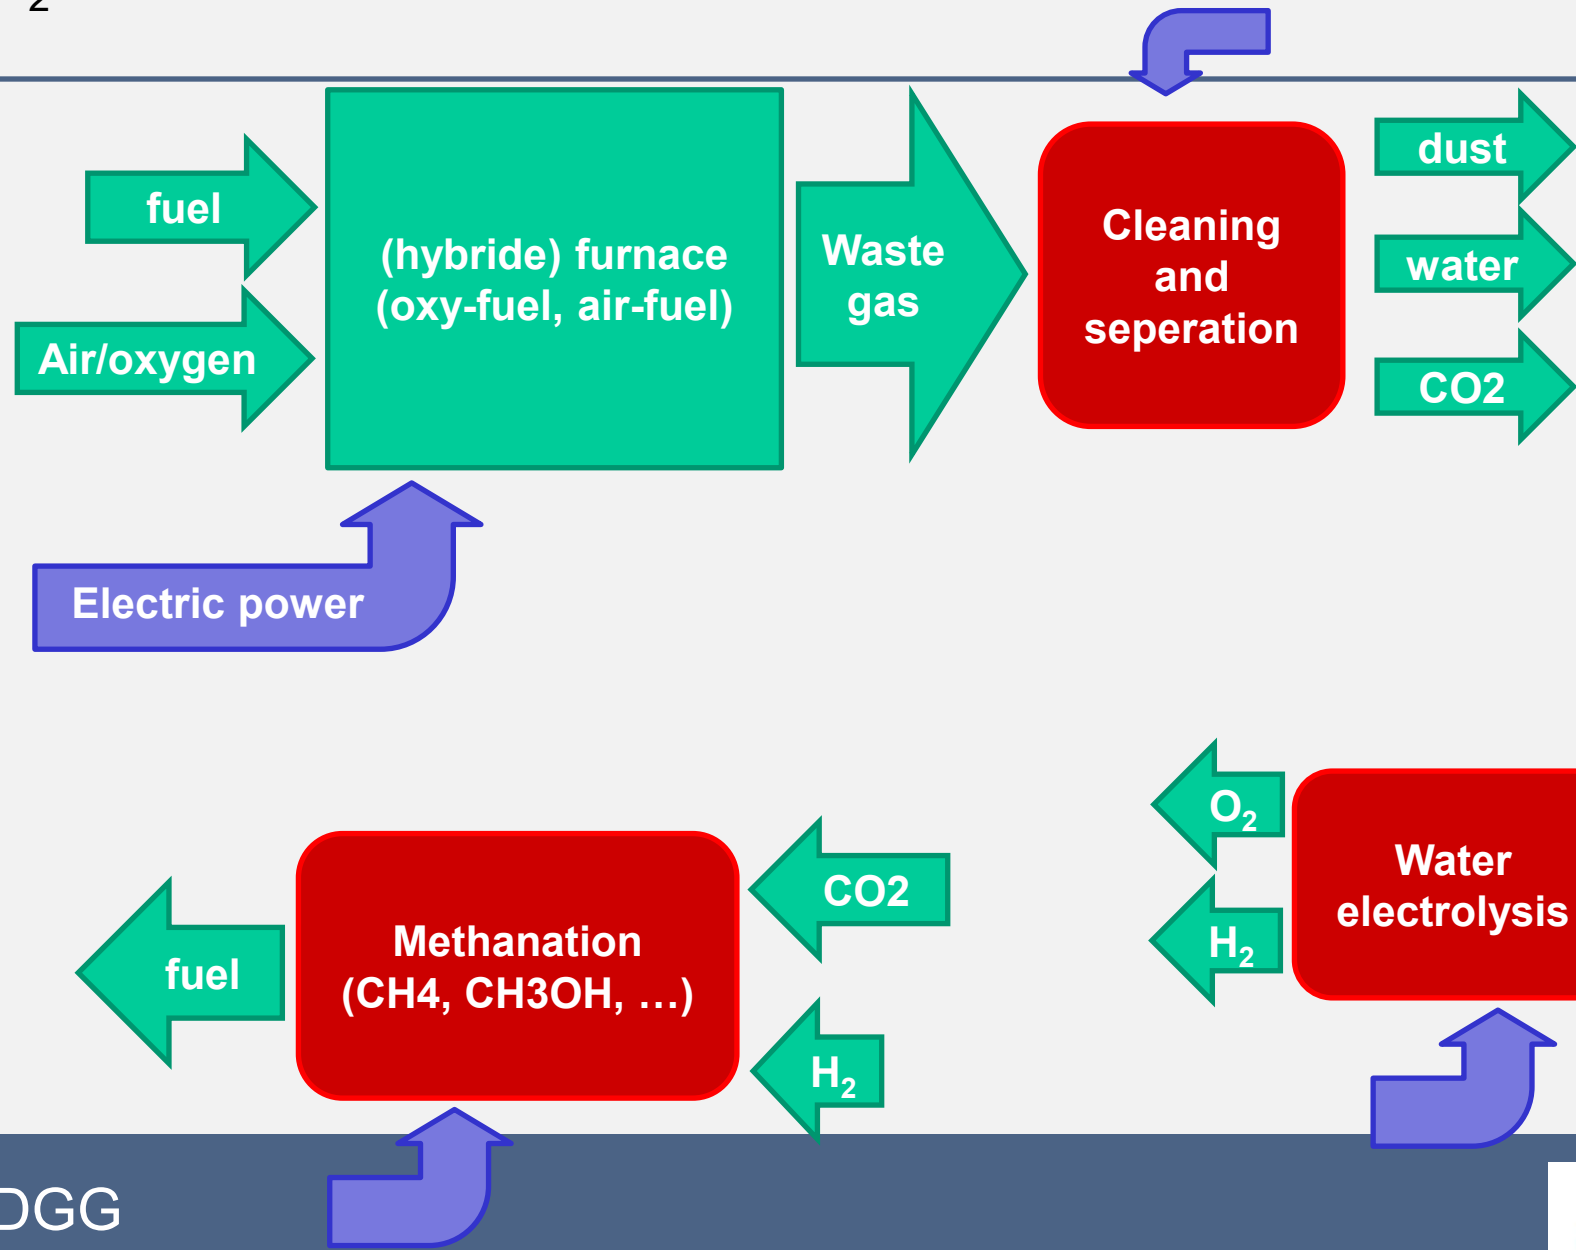 2
dust
fuel
Cleaning
and
seperation
(hybride) furnace
(oxy-fuel, air-fuel)
Waste
gas
water
Air/oxygen
CO2
Electric power
O₂
Water
electrolysis
H₂
CO2
Methanation
(CH4, CH3OH, ...)
fuel
H₂
DGG